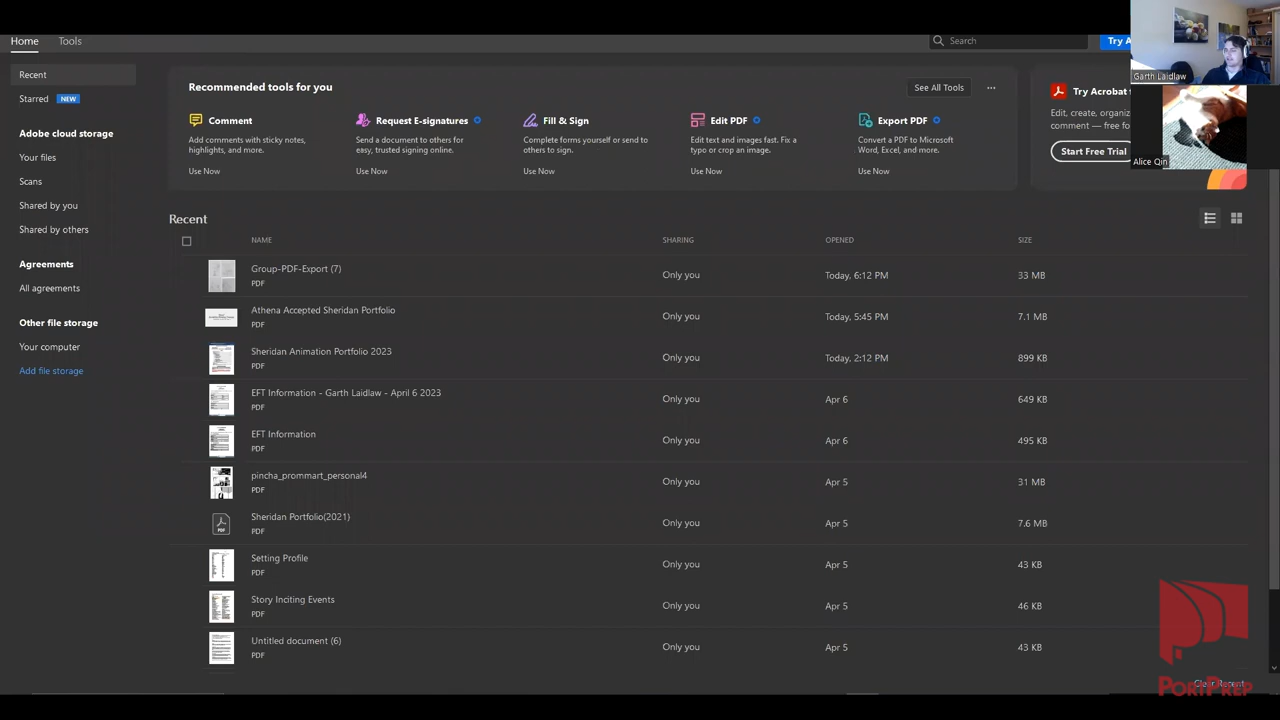 Home
Tools
Search
Try A
Garth Laidlaw
Recent
Starred NEW
Adobe cloud storage
Your files
Scans
Shared by you
Shared by others
Agreements
All agreements
Other file storage
Your computer
Add file storage
Recommended tools for you
See All Tools
Comment
Add comments with sticky notes,
highlights, and more.
Use Now
Request E-signatures
Send a document to others for
easy, trusted signing online.
Use Now
Fill & Sign
Complete forms yourself or send to
others to sign.
Use Now
Edit PDF
Edit text and images fast. Fix a
typo or crop an image.
Use Now
Export PDF
Convert a PDF to Microsoft
Word, Excel, and more.
Use Now
Try Acrobat
Edit, create, organiz
comment — free fo
Start Free Trial
Alice Qin
Recent
NAME SHARING OPENED SIZE
Group-PDF-Export (7) Only you Today, 6:12 PM 33 MB
PDF
Athena Accepted Sheridan Portfolio Only you Today, 5:45 PM 7.1 MB
PDF
Sheridan Animation Portfolio 2023 Only you Today, 2:12 PM 899 KB
PDF
EFT Information - Garth Laidlaw - April 6 2023 Only you Apr 6 649 KB
PDF
EFT Information Only you Apr 6 495 KB
PDF
pincha_prommart_personal4 Only you Apr 5 31 MB
PDF
Sheridan Portfolio(2021) Only you Apr 5 7.6 MB
PDF
Setting Profile Only you Apr 5 43 KB
PDF
Story Inciting Events Only you Apr 5 46 KB
PDF
Untitled document (6) Only you Apr 5 43 KB
PDF
Clear Recent
PORTPREP